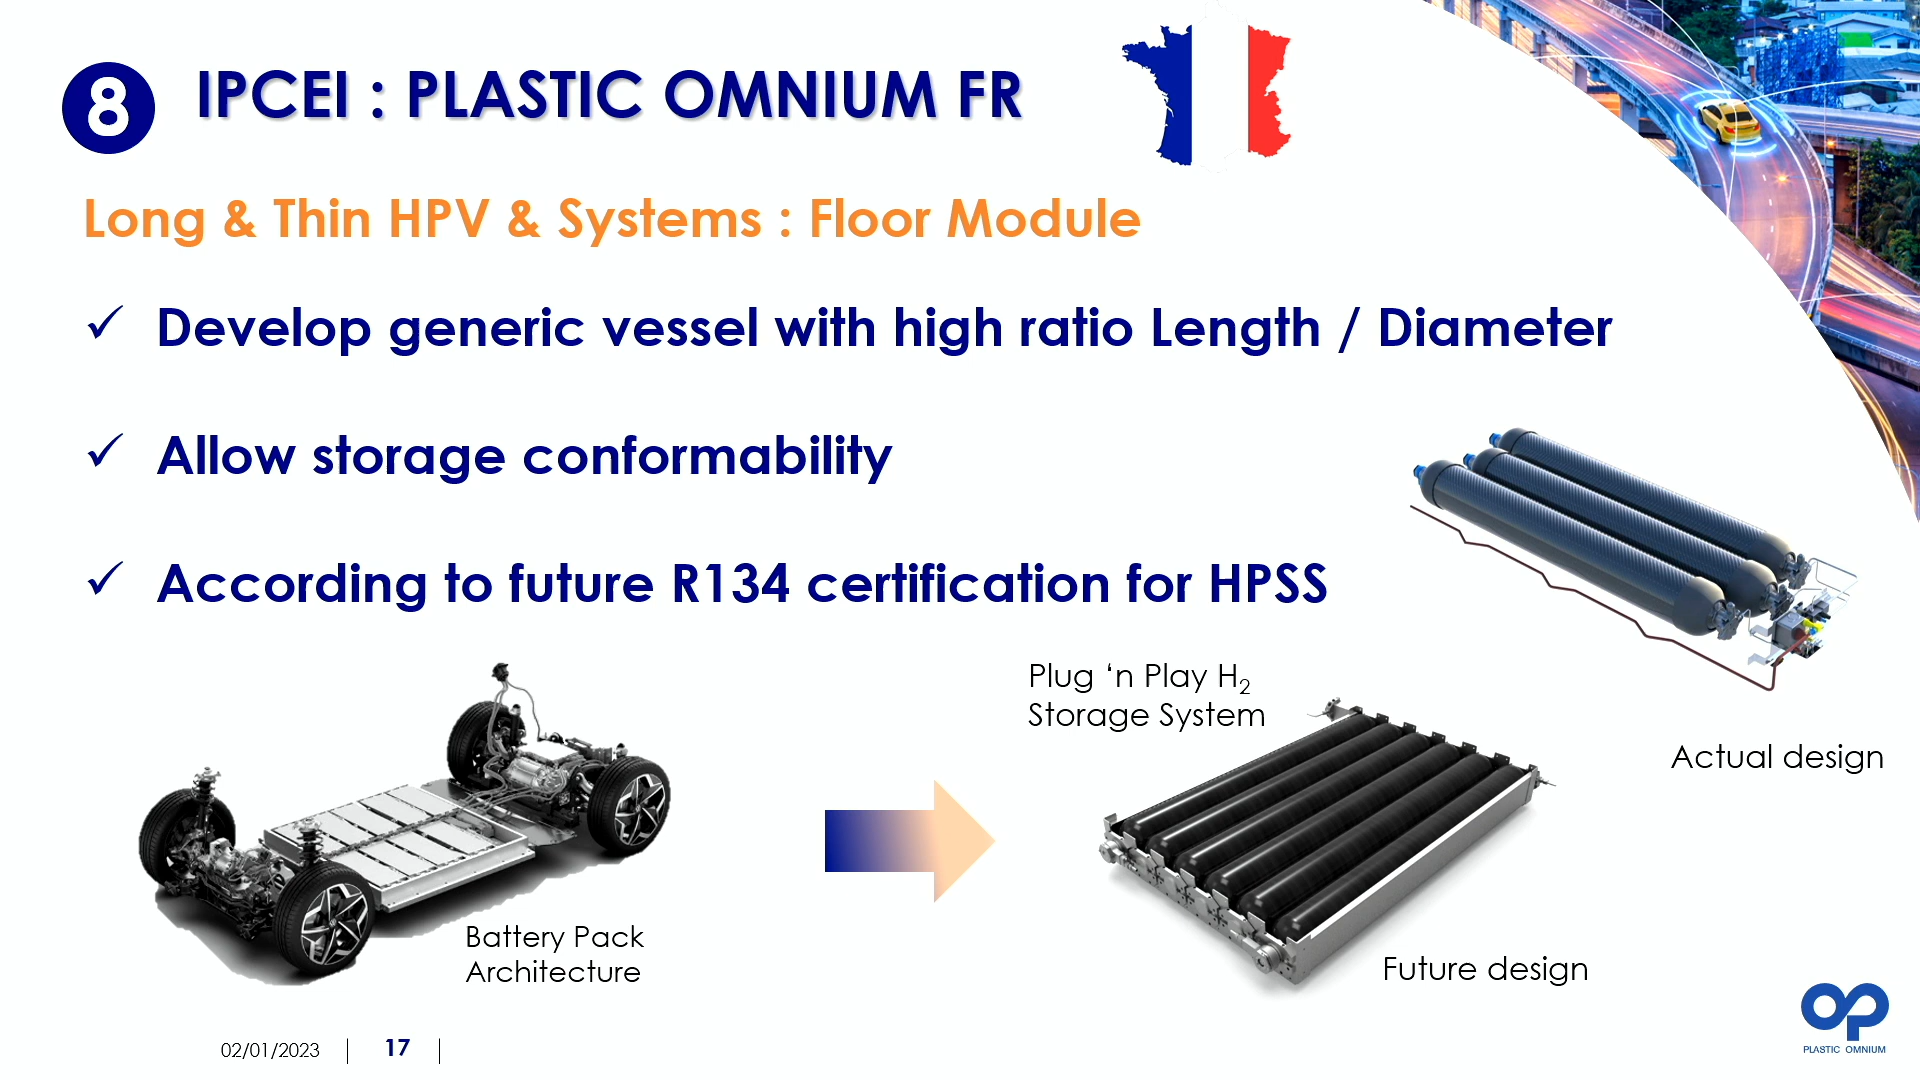 8
IPCEI : PLASTIC OMNIUM FR
Long & Thin HPV & Systems : Floor Module
✓ Develop generic vessel with high ratio Length / Diameter
✓ Allow storage conformability
✓ According to future R134 certification for HPSS
Plug ‘n Play H₂
Storage System
Actual design
Battery Pack
Architecture
Future design
02/01/2023 | 17 |
PLASTIC OMNIUM